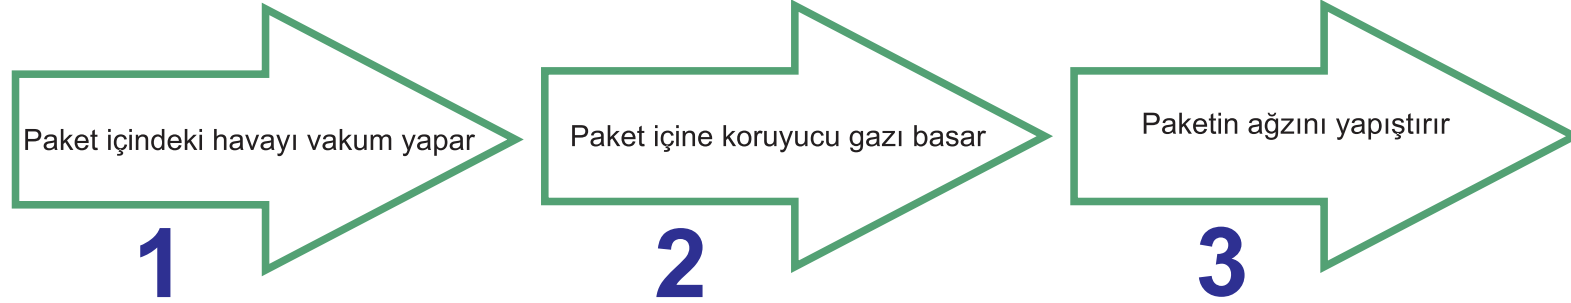 Paket içindeki havayı vakum yapar
1
Paket içine koruyucu gazı basar
2
Paketin ağzını yapıştırır
3